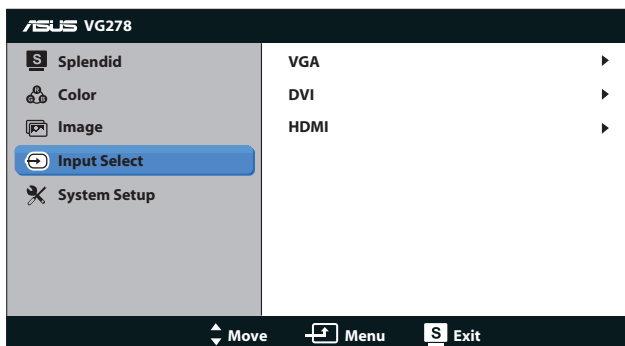 ASUS VG278
S Splendid
Color
Image
Input Select
System Setup
VGA
DVI
HDMI
Move Menu S Exit